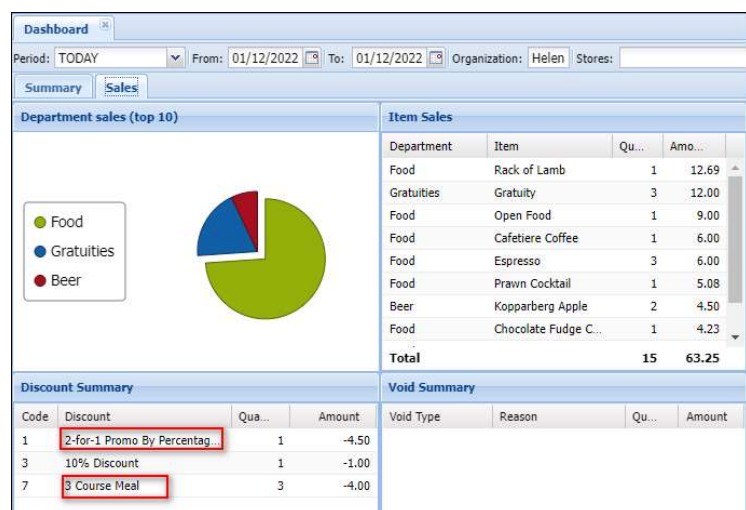 Dashboard
Period: TODAY From: 01/12/2022 To: 01/12/2022 Organization: Helen Stores:
Summary Sales
Department sales (top 10)
Food
Gratuities
Beer
Item Sales
Department Item Qu... Amo...
Food Rack of Lamb 1 12.69
Gratuities Gratuity 3 12.00
Food Open Food 1 9.00
Food Cafetiere Coffee 1 6.00
Food Espresso 3 6.00
Food Prawn Cocktail 1 5.08
Beer Kopparberg Apple 2 4.50
Food Chocolate Fudge C... 1 4.23
Total 15 63.25
Discount Summary
Code Discount Qua... Amount
1 2-for-1 Promo By Percentag... 1 -4.50
3 10% Discount 1 -1.00
7 3 Course Meal 3 -4.00
Void Summary
Void Type Reason Qu... Amount